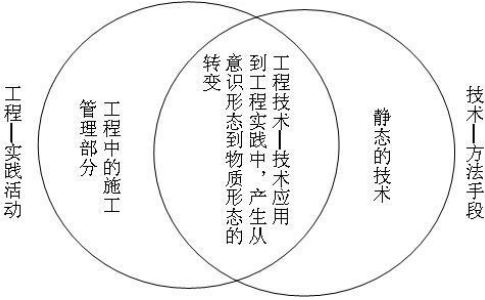 工程—实践活动
工程中的施工
管理部分
工程技术—技术应用
到工程实践中，产生从
意识形态到物质形态的
转变
静态的技术
技术—方法手段